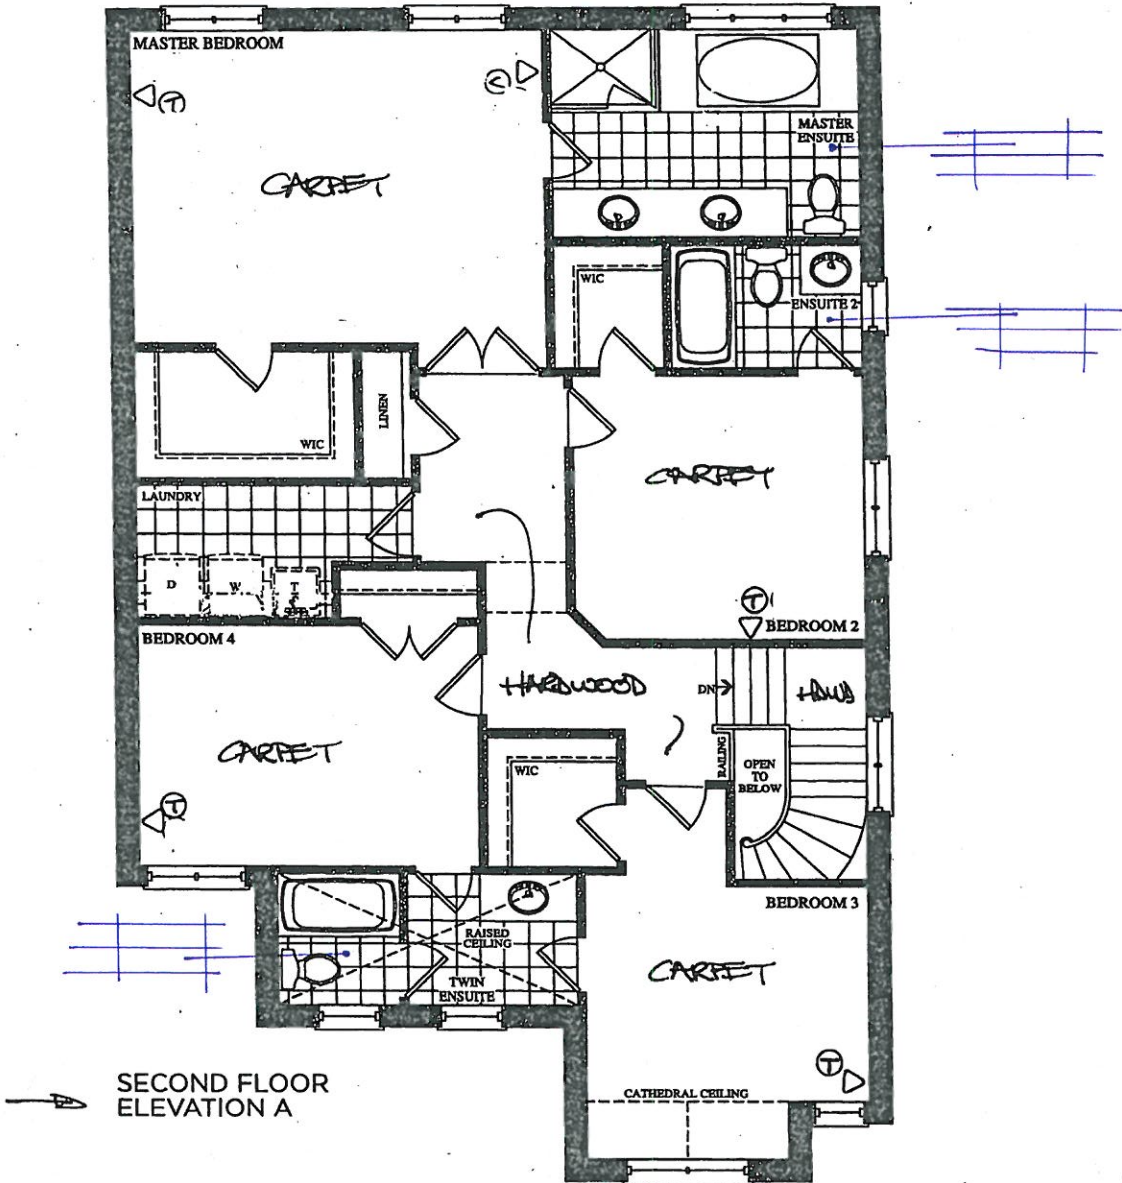 MASTER BEDROOM
(T)
CARPET
MASTER
ENSUITE
WIC
ENSUITE 2
LINEN
WIC
CARPET
LAUNDRY
D
W
T
BEDROOM 4
T
BEDROOM 2
HARDWOOD
DN
HDWD
CARPET
RAILING
OPEN
TO
BELOW
WIC
T
BEDROOM 3
RAISED
CEILING
CARPET
TWIN
ENSUITE
T
CATHEDRAL CEILING
SECOND FLOOR
ELEVATION A